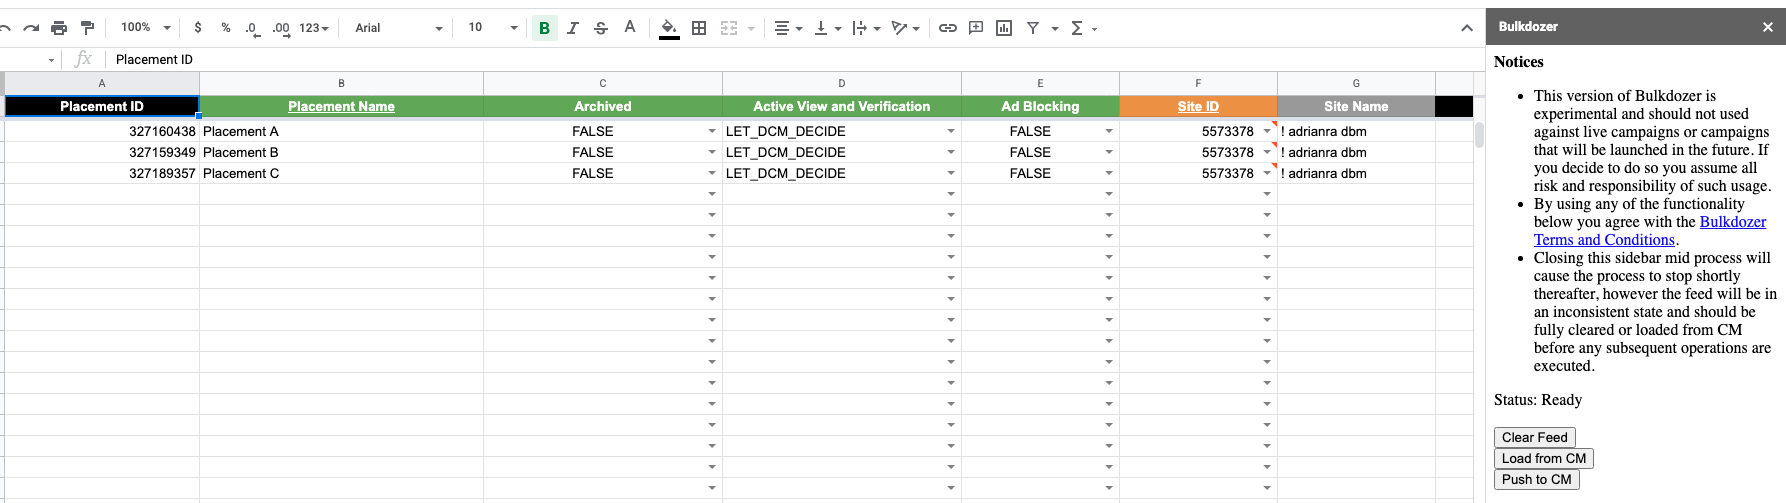 100% $ % .0 .00 123 Arial 10 B I S A Σ
Bulkdozer
fx Placement ID
A B C D E F G
Placement ID Placement Name Archived Active View and Verification Ad Blocking Site ID Site Name
327160438 Placement A FALSE LET_DCM_DECIDE FALSE 5573378 ! adrianra dbm
327159349 Placement B FALSE LET_DCM_DECIDE FALSE 5573378 ! adrianra dbm
327189357 Placement C FALSE LET_DCM_DECIDE FALSE 5573378 ! adrianra dbm
Notices
• This version of Bulkdozer is
experimental and should not used
against live campaigns or campaigns
that will be launched in the future. If
you decide to do so you assume all
risk and responsibility of such usage.
• By using any of the functionality
below you agree with the Bulkdozer
Terms and Conditions.
• Closing this sidebar mid process will
cause the process to stop shortly
thereafter, however the feed will be in
an inconsistent state and should be
fully cleared or loaded from CM
before any subsequent operations are
executed.
Status: Ready
Clear Feed
Load from CM
Push to CM